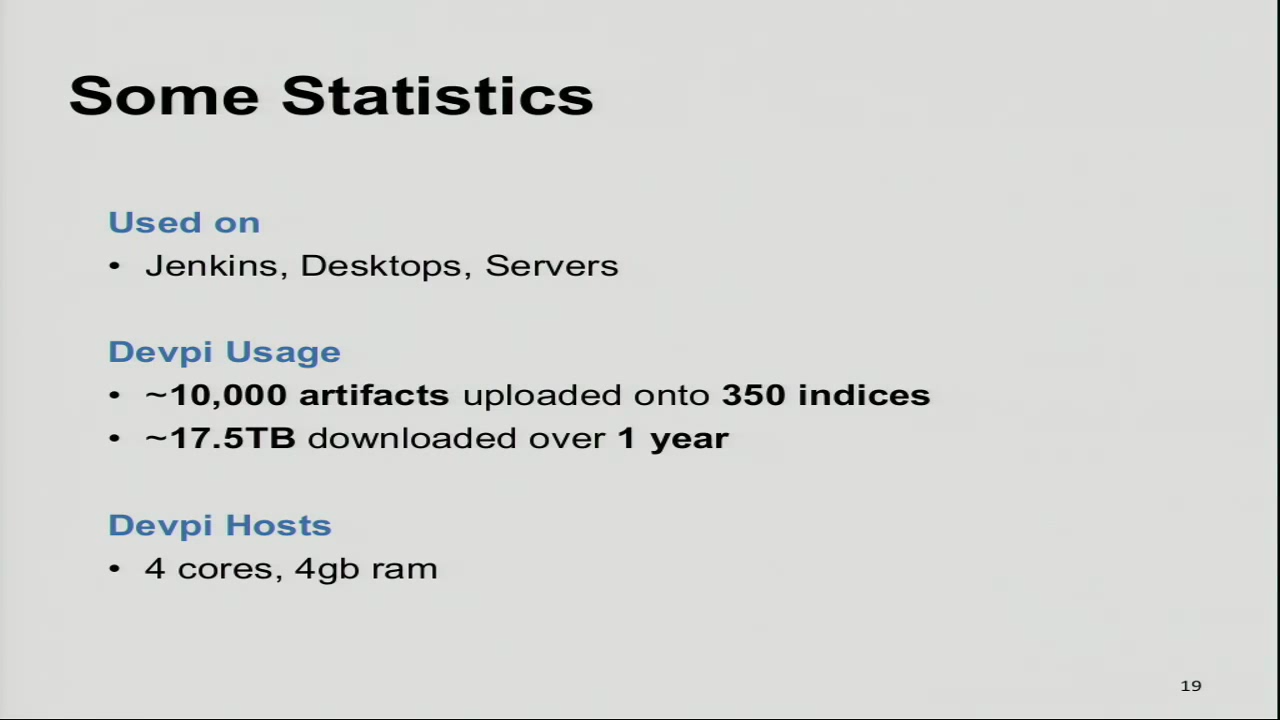 Some Statistics
Used on
• Jenkins, Desktops, Servers
Devpi Usage
• ~10,000 artifacts uploaded onto 350 indices
• ~17.5TB downloaded over 1 year
Devpi Hosts
• 4 cores, 4gb ram
19